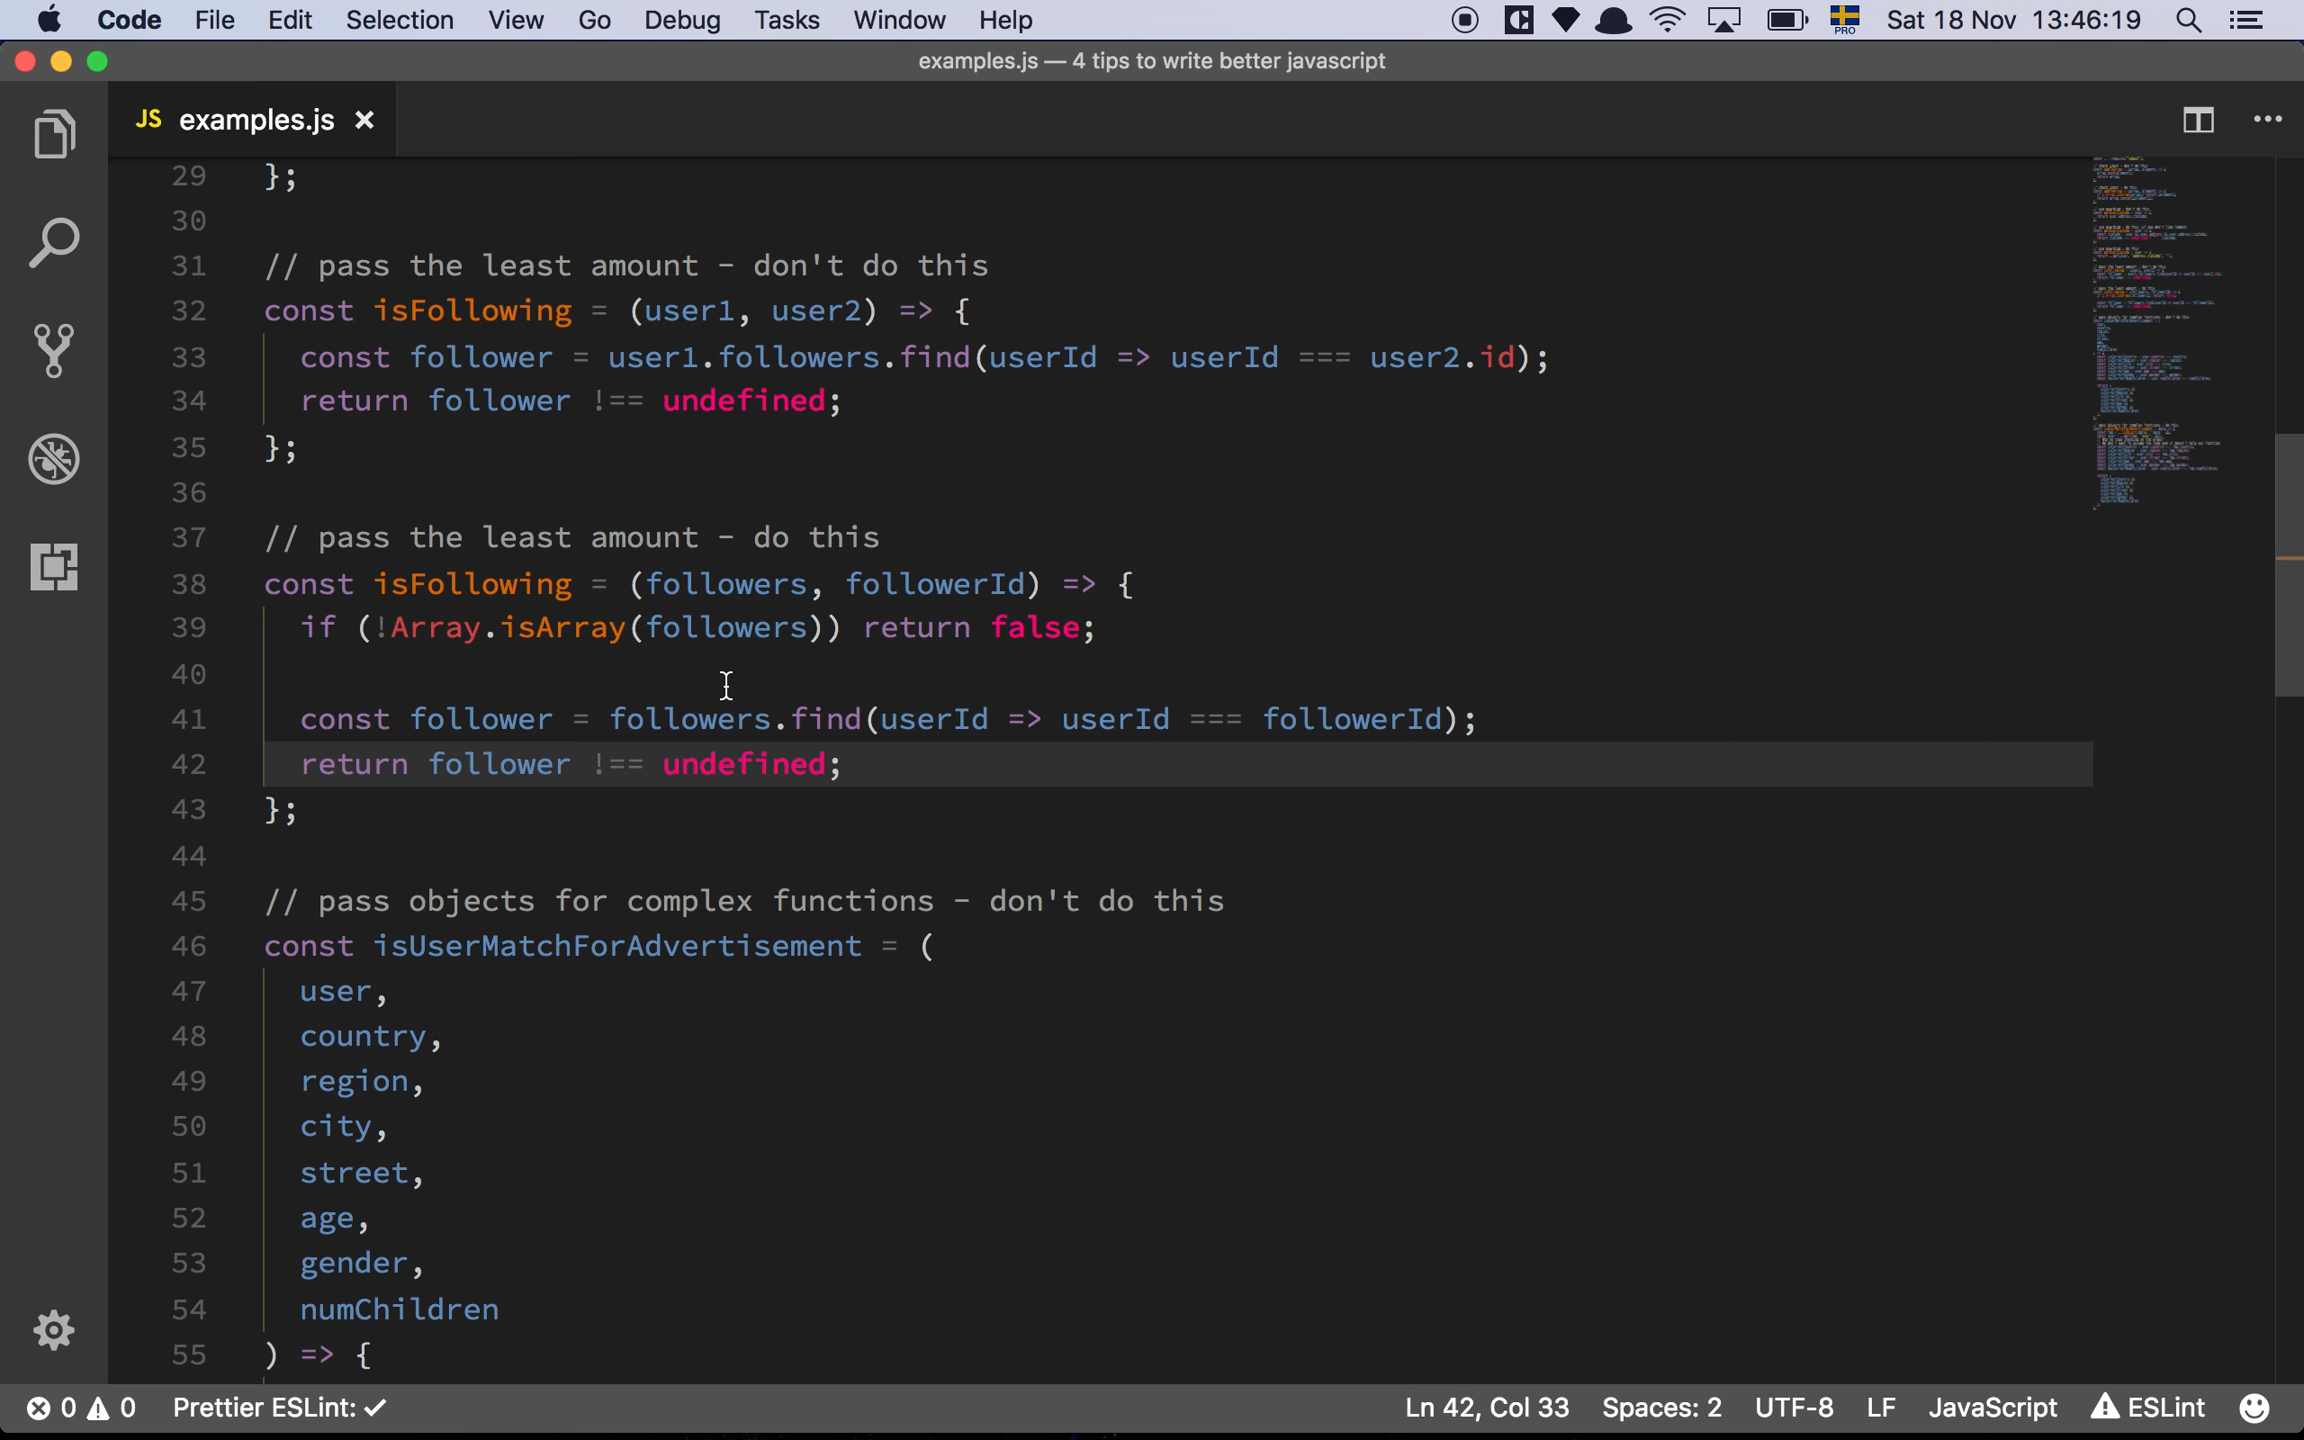 Code File Edit Selection View Go Debug Tasks Window Help PRO Sat 18 Nov 13:46:19
examples.js — 4 tips to write better javascript
JS examples.js ×
29 };
30
31 // pass the least amount - don't do this
32 const isFollowing = (user1, user2) => {
33 const follower = user1.followers.find(userId => userId === user2.id);
34 return follower !== undefined;
35 };
36
37 // pass the least amount - do this
38 const isFollowing = (followers, followerId) => {
39 if (!Array.isArray(followers)) return false;
40
41 const follower = followers.find(userId => userId === followerId);
42 return follower !== undefined;
43 };
44
45 // pass objects for complex functions - don't do this
46 const isUserMatchForAdvertisement = (
47 user,
48 country,
49 region,
50 city,
51 street,
52 age,
53 gender,
54 numChildren
55 ) => {
0 0 Prettier ESLint: ✓ Ln 42, Col 33 Spaces: 2 UTF-8 LF JavaScript ESLint